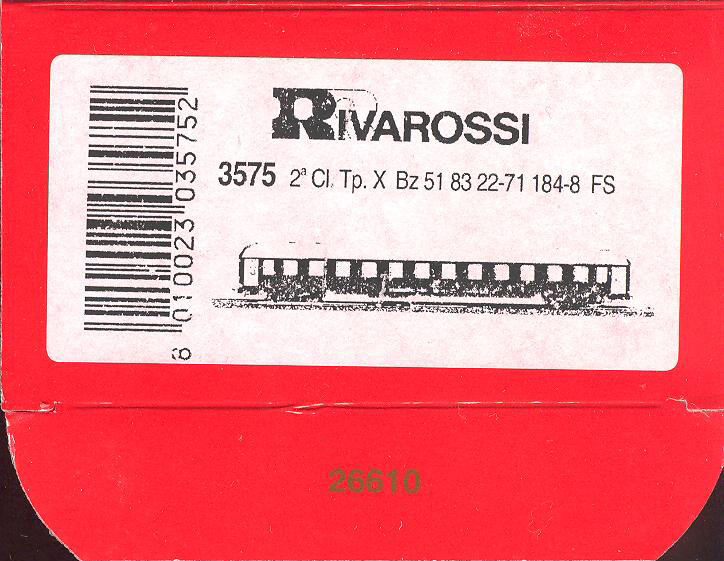 RIVAROSSI
3575 2ª Cl. Tp. X Bz 51 83 22-71 184-8 FS
8 010023 035752
26610